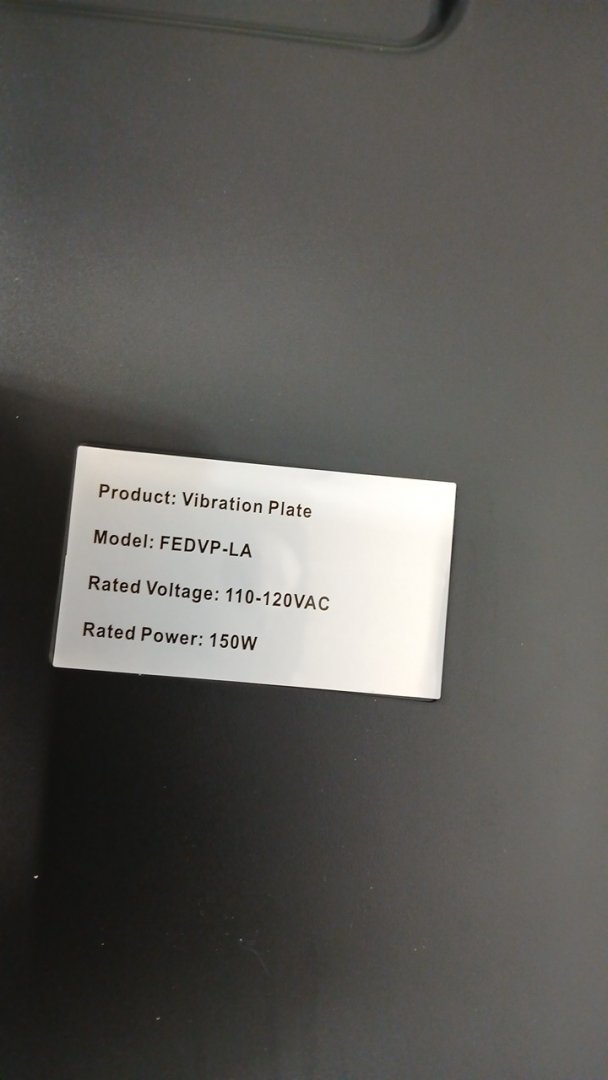 Product: Vibration Plate
Model: FEDVP-LA
Rated Voltage: 110-120VAC
Rated Power: 150W